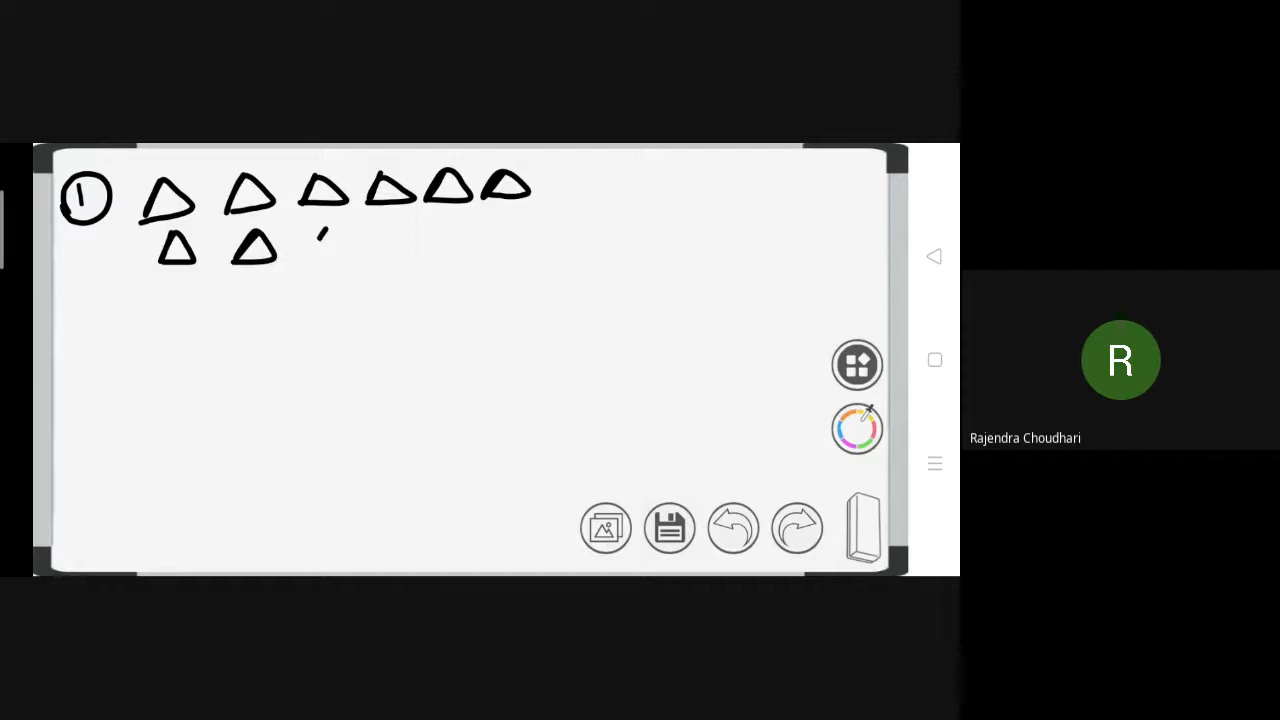 ① △ △ △ △ △ △
△ △
R
Rajendra Choudhari